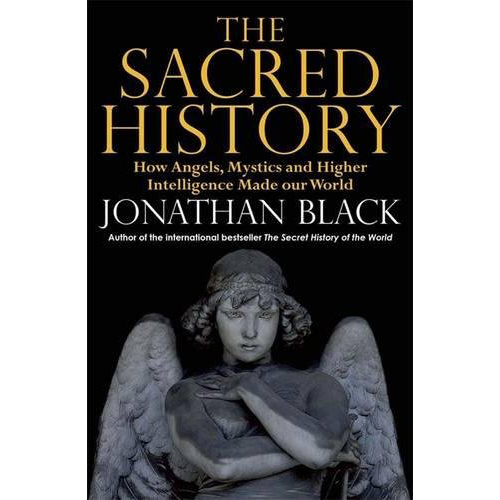 THE
SACRED
HISTORY
How Angels, Mystics and Higher
Intelligence Made our World
JONATHAN BLACK
Author of the international bestseller The Secret History of the World